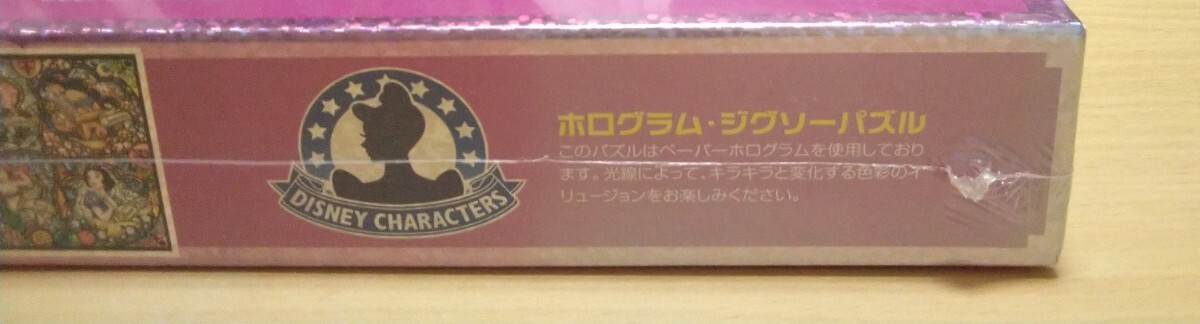 DISNEY CHARACTERS
ホログラム・ジグソーパズル
このパズルはペーパーホログラムを使用しており
ます。光線によって、キラキラと変化する色彩のイ
リュージョンをお楽しみください。